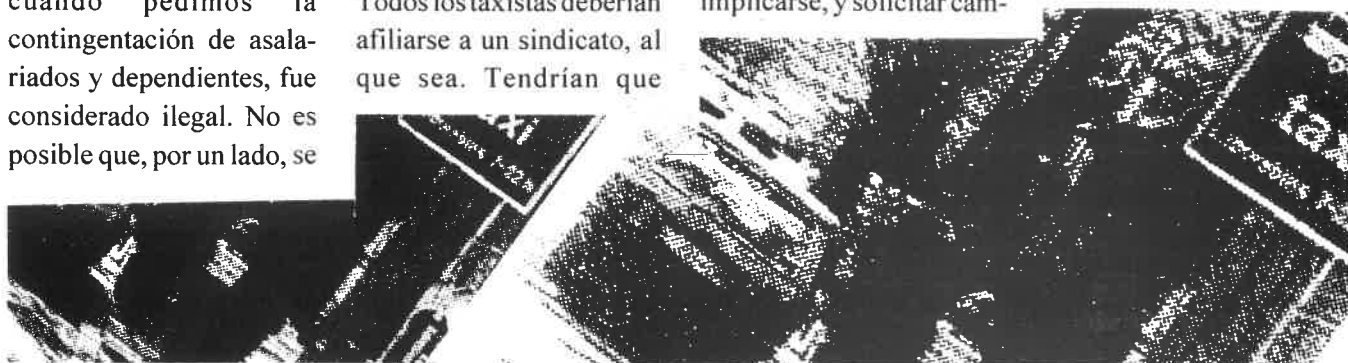 cuando pedimos la
contingentación de asala-
riados y dependientes, fue
considerado ilegal. No es
posible que, por un lado, se
Todos los taxistas deberían
afiliarse a un sindicato, al
que sea. Tendrían que
implicarse, y solicitar cam-